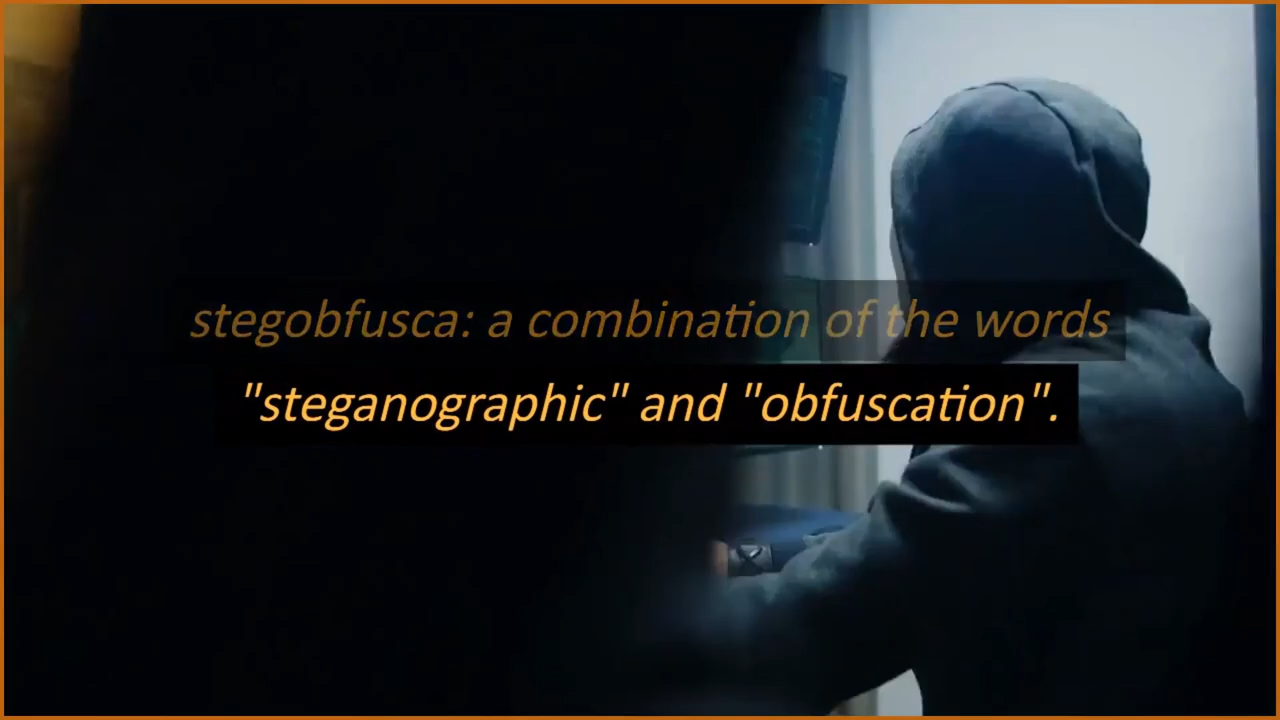 stegobfusca: a combination of the words
"steganographic" and "obfuscation".